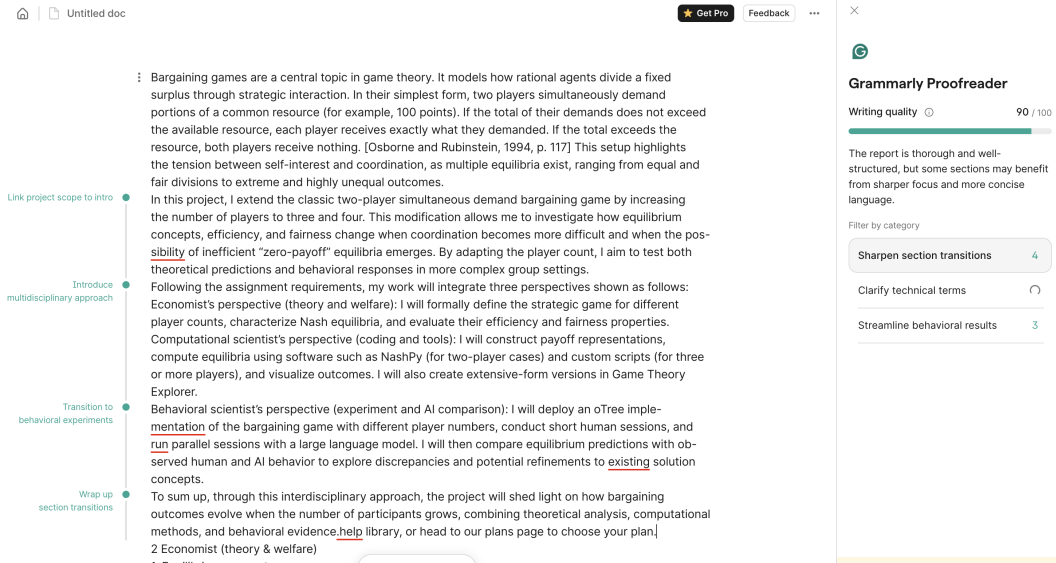 Untitled doc
Get Pro
Feedback
Bargaining games are a central topic in game theory. It models how rational agents divide a fixed
surplus through strategic interaction. In their simplest form, two players simultaneously demand
portions of a common resource (for example, 100 points). If the total of their demands does not exceed
the available resource, each player receives exactly what they demanded. If the total exceeds the
resource, both players receive nothing. [Osborne and Rubinstein, 1994, p. 117] This setup highlights
the tension between self-interest and coordination, as multiple equilibria exist, ranging from equal and
fair divisions to extreme and highly unequal outcomes.
Link project scope to intro
In this project, I extend the classic two-player simultaneous demand bargaining game by increasing
the number of players to three and four. This modification allows me to investigate how equilibrium
concepts, efficiency, and fairness change when coordination becomes more difficult and when the pos-
sibility of inefficient “zero-payoff” equilibria emerges. By adapting the player count, I aim to test both
theoretical predictions and behavioral responses in more complex group settings.
Introduce
multidisciplinary approach
Following the assignment requirements, my work will integrate three perspectives shown as follows:
Economist’s perspective (theory and welfare): I will formally define the strategic game for different
player counts, characterize Nash equilibria, and evaluate their efficiency and fairness properties.
Computational scientist’s perspective (coding and tools): I will construct payoff representations,
compute equilibria using software such as NashPy (for two-player cases) and custom scripts (for three
or more players), and visualize outcomes. I will also create extensive-form versions in Game Theory
Explorer.
Transition to
behavioral experiments
Behavioral scientist’s perspective (experiment and AI comparison): I will deploy an oTree imple-
mentation of the bargaining game with different player numbers, conduct short human sessions, and
run parallel sessions with a large language model. I will then compare equilibrium predictions with ob-
served human and AI behavior to explore discrepancies and potential refinements to existing solution
concepts.
Wrap up
section transitions
To sum up, through this interdisciplinary approach, the project will shed light on how bargaining
outcomes evolve when the number of participants grows, combining theoretical analysis, computational
methods, and behavioral evidence.help library, or head to our plans page to choose your plan.
2 Economist (theory & welfare)
Grammarly Proofreader
Writing quality
90 / 100
The report is thorough and well-
structured, but some sections may benefit
from sharper focus and more concise
language.
Filter by category
Sharpen section transitions 4
Clarify technical terms
Streamline behavioral results 3